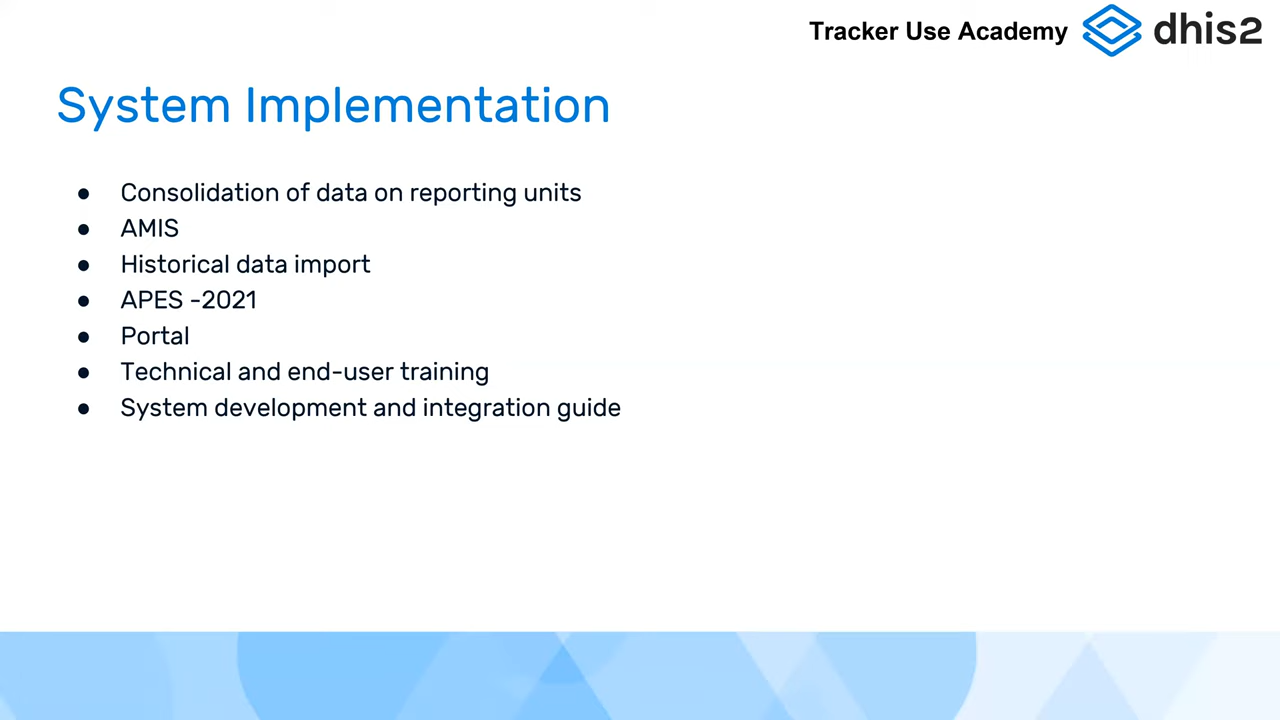 Tracker Use Academy dhis2
System Implementation
● Consolidation of data on reporting units
● AMIS
● Historical data import
● APES -2021
● Portal
● Technical and end-user training
● System development and integration guide